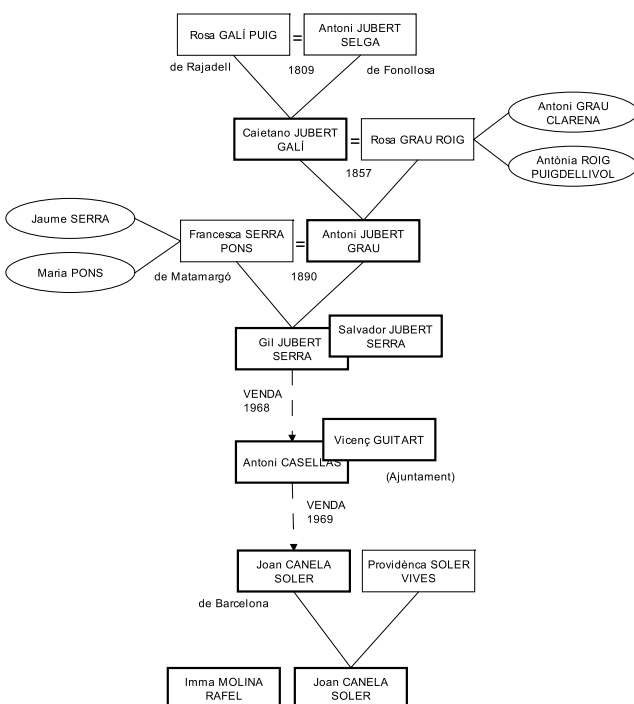 Rosa GALÍ PUIG
=
Antoni JUBERT
SELGA
de Rajadell
1809
de Fonollosa
Caietano JUBERT
GALÍ
=
Rosa GRAU ROIG
Antoni GRAU
CLARENA
Antònia ROIG
PUIGDELLIVOL
1857
Jaume SERRA
Maria PONS
Francesca SERRA
PONS
=
Antoni JUBERT
GRAU
de Matamargó
1890
Gil JUBERT
SERRA
Salvador JUBERT
SERRA
VENDA
1968
Vicenç GUITART
Antoni CASELLAS
(Ajuntament)
VENDA
1969
Joan CANELA
SOLER
Providènca SOLER
VIVES
de Barcelona
Imma MOLINA
RAFEL
Joan CANELA
SOLER